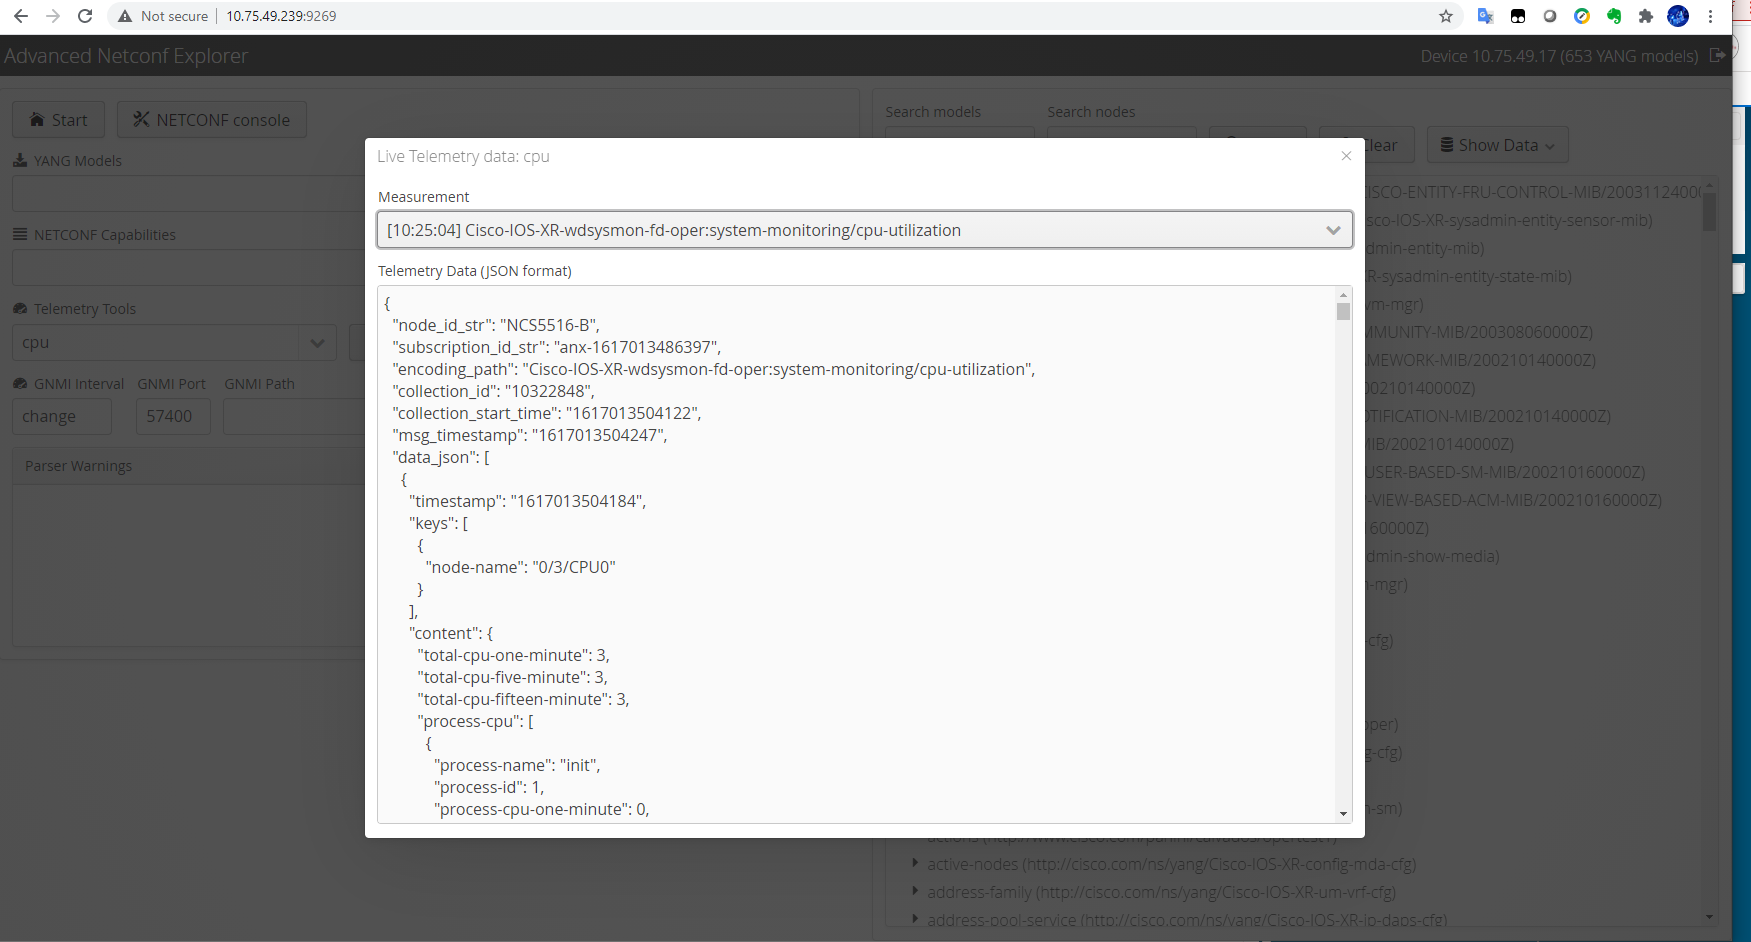 Not secure
10.75.49.239:9269
Advanced Netconf Explorer
Device 10.75.49.17 (653 YANG models)
Start
NETCONF console
YANG Models
NETCONF Capabilities
Telemetry Tools
cpu
GNMI Interval
GNMI Port
GNMI Path
change
57400
Parser Warnings
Search models
Search nodes
Clear
Show Data
Live Telemetry data: cpu
×
Measurement
[10:25:04] Cisco-IOS-XR-wdsysmon-fd-oper:system-monitoring/cpu-utilization
Telemetry Data (JSON format)
{
"node_id_str": "NCS5516-B",
"subscription_id_str": "anx-1617013486397",
"encoding_path": "Cisco-IOS-XR-wdsysmon-fd-oper:system-monitoring/cpu-utilization",
"collection_id": "10322848",
"collection_start_time": "1617013504122",
"msg_timestamp": "1617013504247",
"data_json": [
{
"timestamp": "1617013504184",
"keys": [
{
"node-name": "0/3/CPU0"
}
],
"content": {
"total-cpu-one-minute": 3,
"total-cpu-five-minute": 3,
"total-cpu-fifteen-minute": 3,
"process-cpu": [
{
"process-name": "init",
"process-id": 1,
"process-cpu-one-minute": 0,
CISCO-ENTITY-FRU-CONTROL-MIB/200311240000
sco-IOS-XR-sysadmin-entity-sensor-mib)
dmin-entity-mib)
R-sysadmin-entity-state-mib)
vm-mgr)
MMUNITY-MIB/200308060000Z)
AMEWORK-MIB/200210140000Z)
00210140000Z)
OTIFICATION-MIB/200210140000Z)
MIB/200210140000Z)
USER-BASED-SM-MIB/200210160000Z)
-VIEW-BASED-ACM-MIB/200210160000Z)
160000Z)
dmin-show-media)
n-mgr)
-cfg)
oper)
g-cfg)
n-sm)
active-nodes (http://cisco.com/ns/yang/Cisco-IOS-XR-config-mda-cfg)
address-family (http://cisco.com/ns/yang/Cisco-IOS-XR-um-vrf-cfg)
address-pool-service (http://cisco.com/ns/yang/Cisco-IOS-XR-ip-daps-cfg)